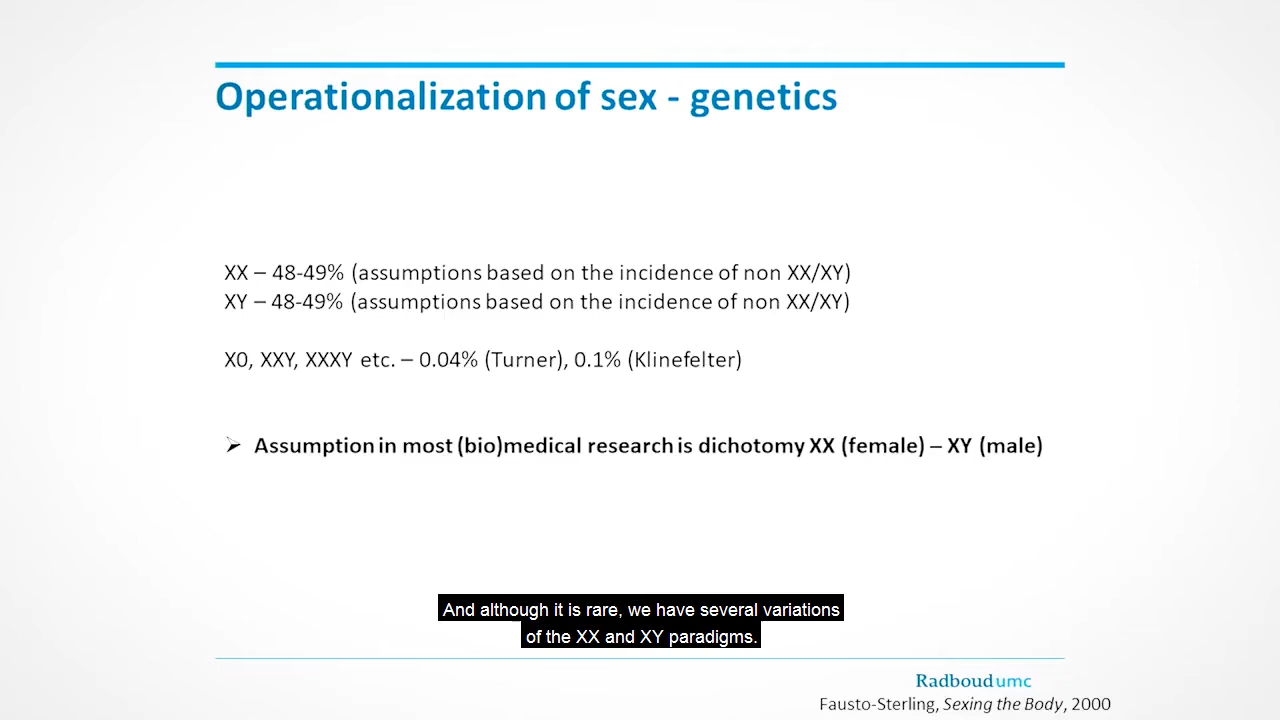 Operationalization of sex - genetics
XX – 48-49% (assumptions based on the incidence of non XX/XY)
XY – 48-49% (assumptions based on the incidence of non XX/XY)
X0, XXY, XXXY etc. – 0.04% (Turner), 0.1% (Klinefelter)
➢ Assumption in most (bio)medical research is dichotomy XX (female) – XY (male)
And although it is rare, we have several variations
of the XX and XY paradigms.
Radboudumc
Fausto-Sterling, Sexing the Body, 2000